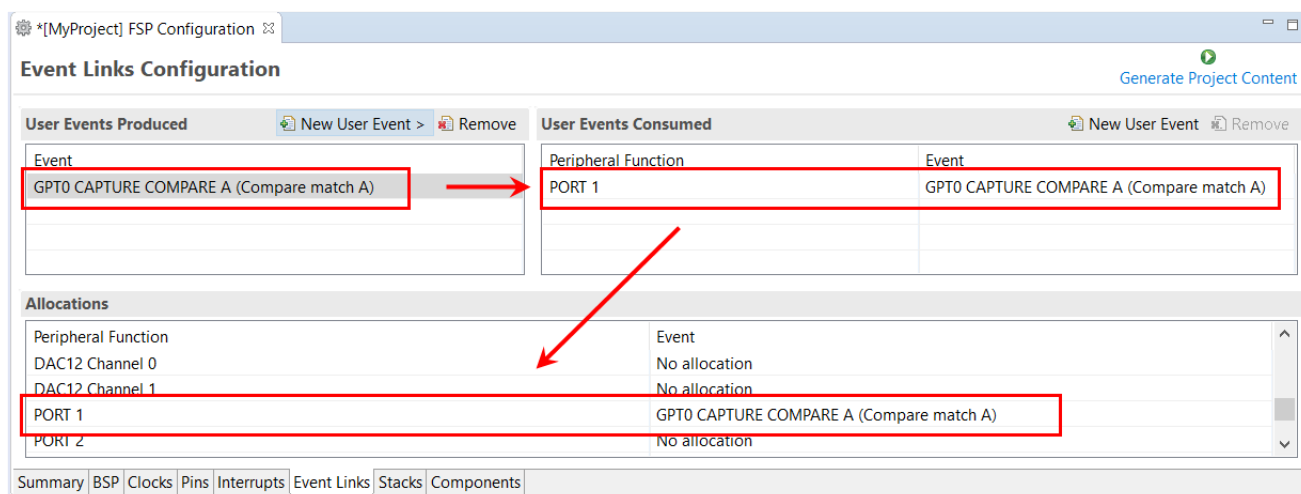 *[MyProject] FSP Configuration
Event Links Configuration
Generate Project Content
User Events Produced New User Event > Remove
User Events Consumed New User Event Remove
Event
GPT0 CAPTURE COMPARE A (Compare match A)
Peripheral Function Event
PORT 1 GPT0 CAPTURE COMPARE A (Compare match A)
Allocations
Peripheral Function Event
DAC12 Channel 0 No allocation
DAC12 Channel 1 No allocation
PORT 1 GPT0 CAPTURE COMPARE A (Compare match A)
PORT 2 No allocation
Summary BSP Clocks Pins Interrupts Event Links Stacks Components